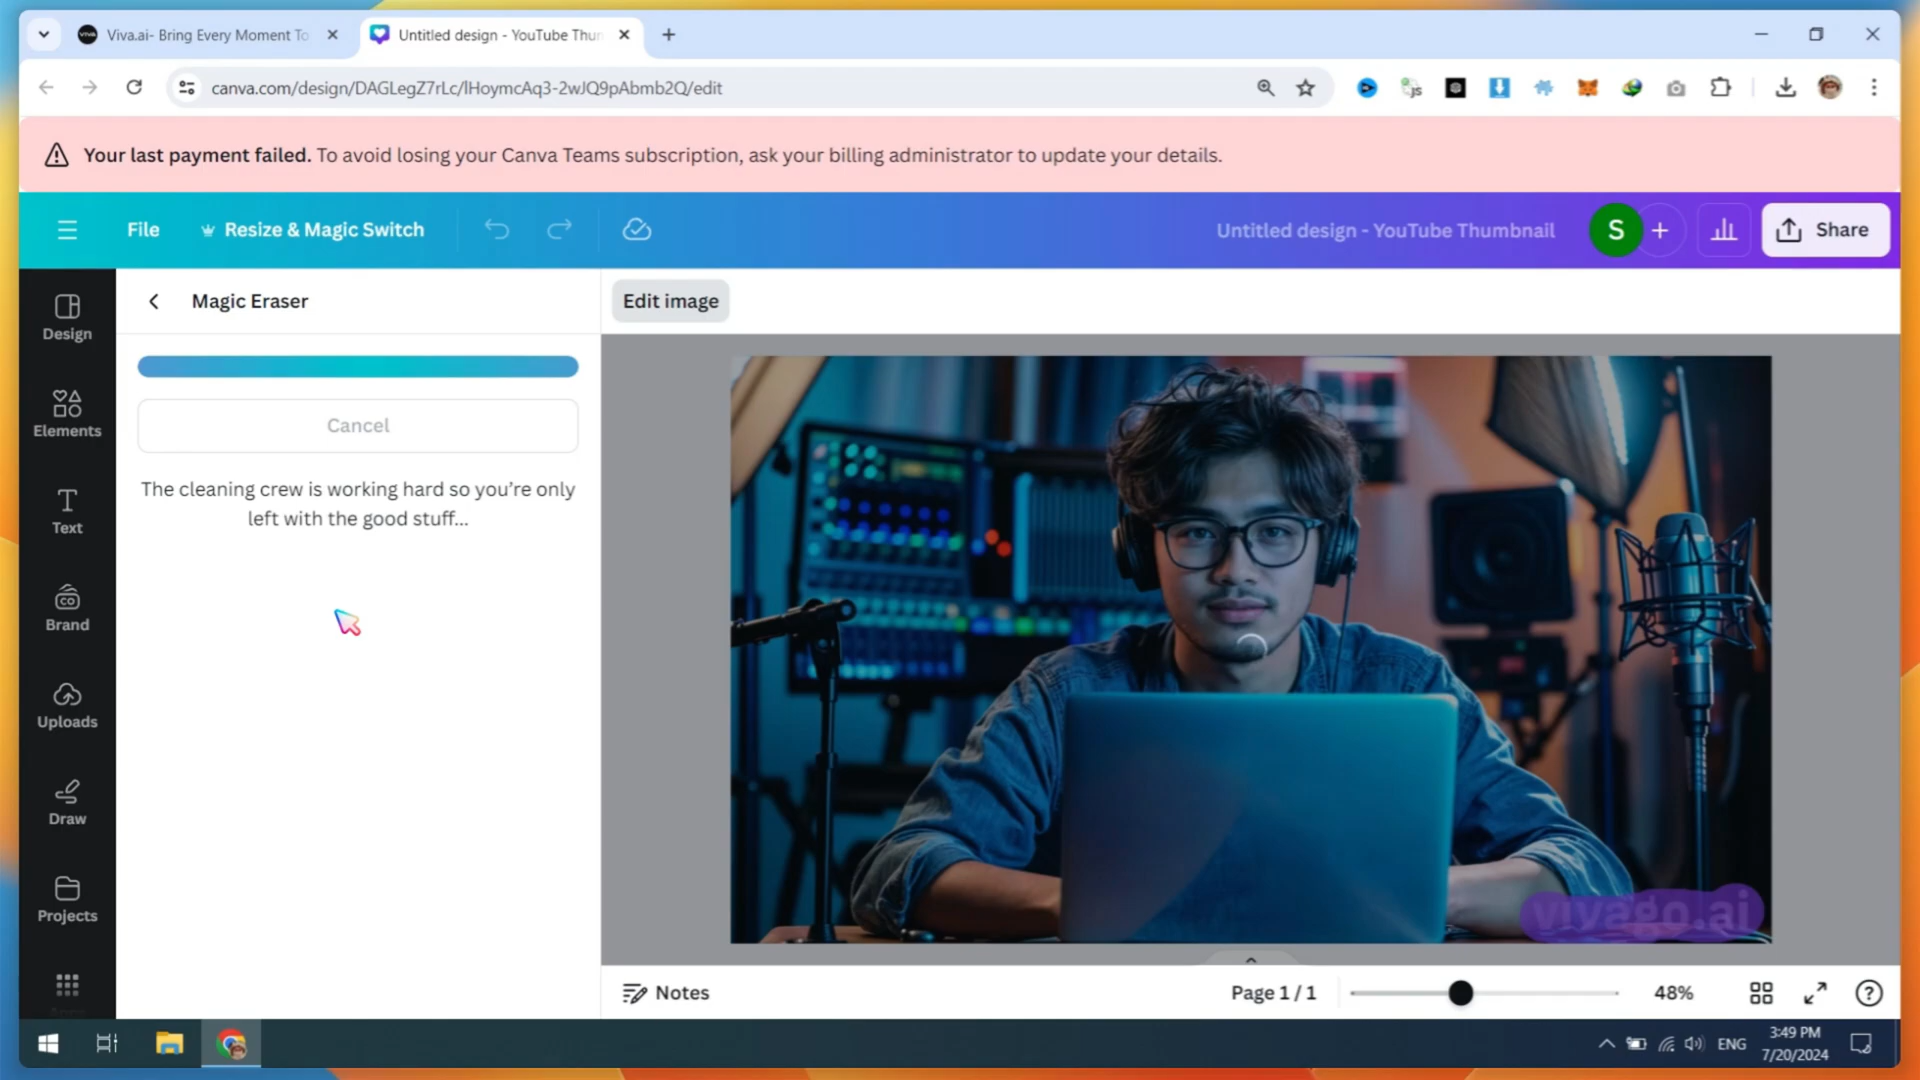 Viva.ai- Bring Every Moment To
Untitled design - YouTube Thun
canva.com/design/DAGLegZ7rLc/lHoymcAq3-2wJQ9pAbmb2Q/edit
Your last payment failed. To avoid losing your Canva Teams subscription, ask your billing administrator to update your details.
File
Resize & Magic Switch
Untitled design - YouTube Thumbnail
S
Share
Magic Eraser
Edit image
Design
Elements
Text
Brand
Uploads
Draw
Projects
Apps
Cancel
The cleaning crew is working hard so you're only
left with the good stuff...
vivago.ai
Notes
Page 1 / 1
48%
ENG
3:49 PM
7/20/2024